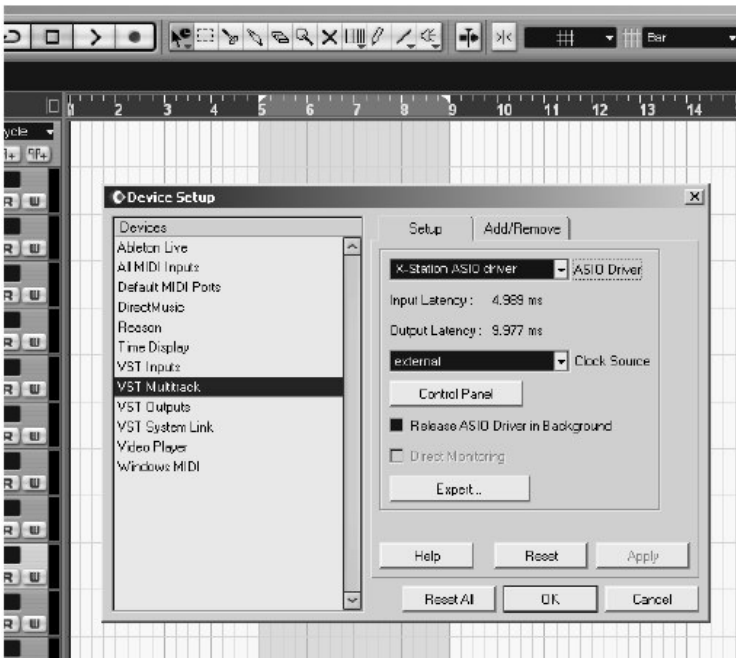 Bar
1 2 3 4 5 6 7 8 9 10 11 12 13 14
ycle
R W
R W
R W
R W
R W
R W
R W
R W
R W
R W
Device Setup
Devices
Ableton Live
All MIDI Inputs
Default MIDI Ports
DirectMusic
Reason
Time Display
VST Inputs
VST Multitrack
VST Outputs
VST System Link
Video Player
Windows MIDI
Setup Add/Remove
X-Station ASIO driver ASIO Driver
Input Latency : 4.989 ms
Output Latency : 9.977 ms
external Clock Source
Control Panel
Release ASIO Driver in Background
Direct Monitoring
Expert...
Help Reset Apply
Reset All OK Cancel